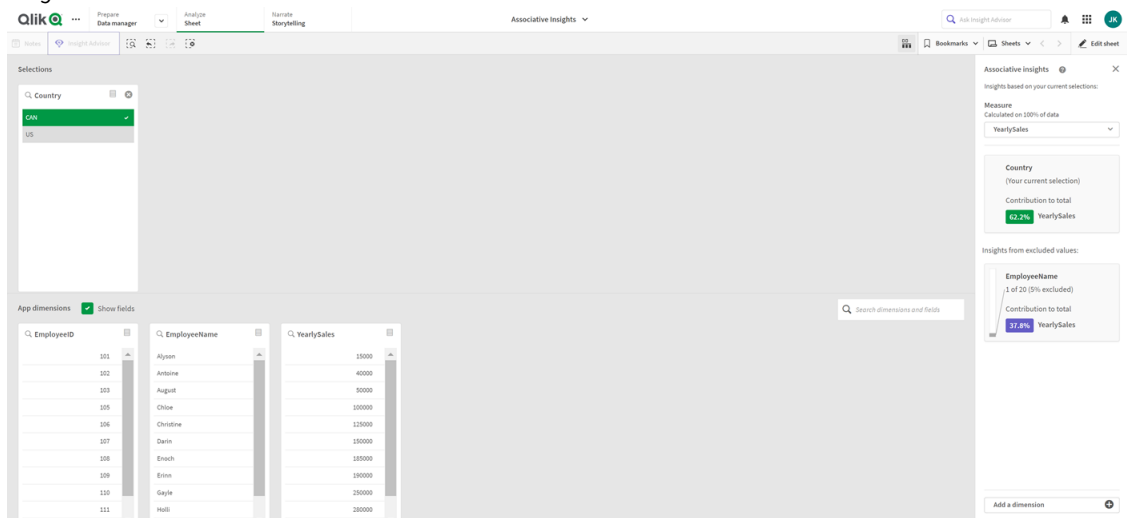 Qlik
Prepare
Data manager
Analyze
Sheet
Narrate
Storytelling
Associative Insights
Ask Insight Advisor
JK
Notes
Insight Advisor
Bookmarks
Sheets
Edit sheet
Selections
Country
CAN
US
App dimensions
Show fields
Search dimensions and fields
EmployeeID
101
102
103
105
106
107
108
109
110
111
EmployeeName
Alyson
Antoine
August
Chloe
Christine
Darin
Enoch
Erinn
Gayle
Holli
YearlySales
15000
40000
50000
100000
125000
150000
185000
190000
250000
280000
Associative insights
Insights based on your current selections:
Measure
Calculated on 100% of data
YearlySales
Country
(Your current selection)
Contribution to total
62.2% YearlySales
Insights from excluded values:
EmployeeName
1 of 20 (5% excluded)
Contribution to total
37.8% YearlySales
Add a dimension